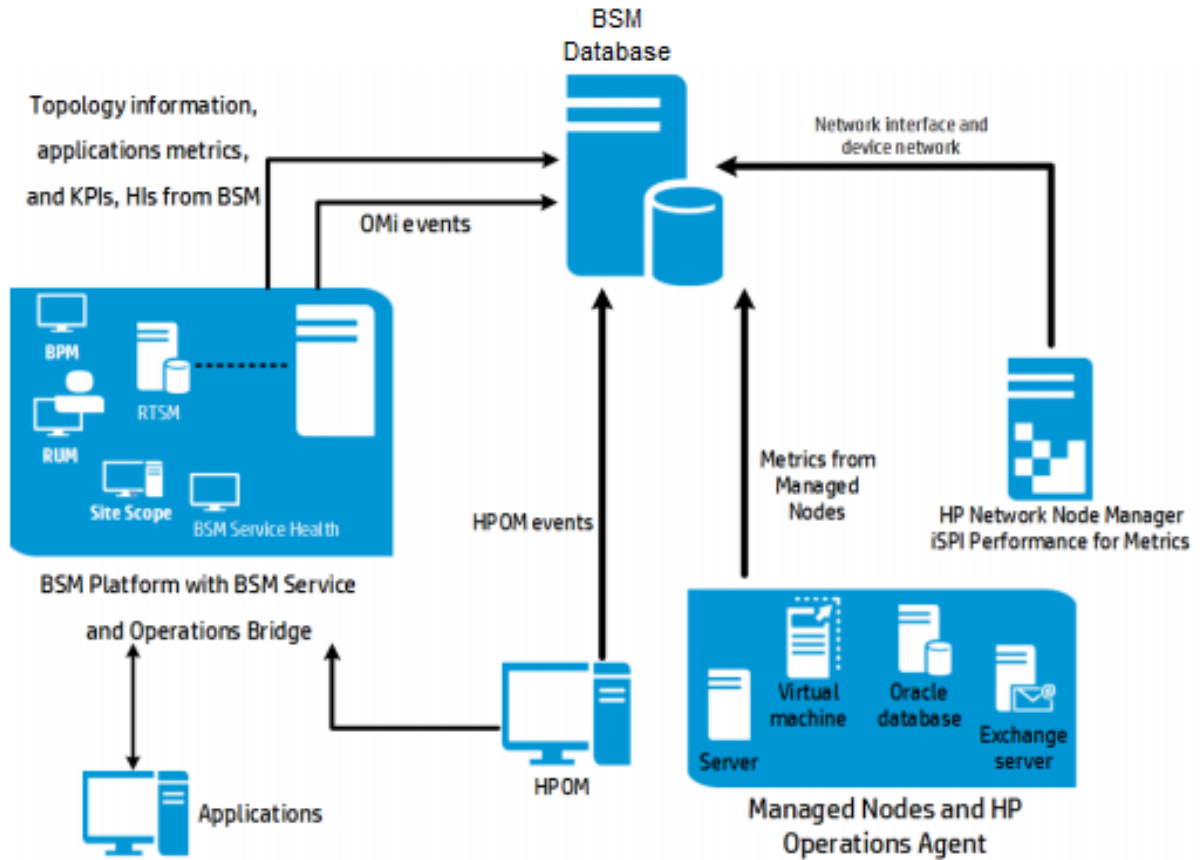 BSM
Database
Topology information,
applications metrics,
and KPIs, HIs from BSM
OMi events
Network interface and
device network
BPM
RTSM
RUM
Site Scope
BSM Service Health
BSM Platform with BSM Service
and Operations Bridge
HPOM events
Metrics from
Managed
Nodes
HP Network Node Manager
iSPI Performance for Metrics
Applications
HPOM
Server
Virtual
machine
Oracle
database
Exchange
server
Managed Nodes and HP
Operations Agent